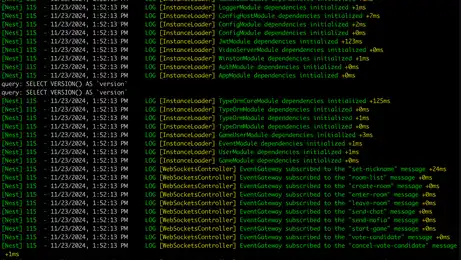 [Nest] 115  - 11/23/2024, 1:52:13 PM     LOG [InstanceLoader] LoggerModule dependencies initialized +1ms
[Nest] 115  - 11/23/2024, 1:52:13 PM     LOG [InstanceLoader] ConfigHostModule dependencies initialized +7ms
[Nest] 115  - 11/23/2024, 1:52:13 PM     LOG [InstanceLoader] ConfigModule dependencies initialized +2ms
[Nest] 115  - 11/23/2024, 1:52:13 PM     LOG [InstanceLoader] ConfigModule dependencies initialized +0ms
[Nest] 115  - 11/23/2024, 1:52:13 PM     LOG [InstanceLoader] JwtModule dependencies initialized +123ms
[Nest] 115  - 11/23/2024, 1:52:13 PM     LOG [InstanceLoader] VideoServerModule dependencies initialized +0ms
[Nest] 115  - 11/23/2024, 1:52:13 PM     LOG [InstanceLoader] WinstonModule dependencies initialized +1ms
[Nest] 115  - 11/23/2024, 1:52:13 PM     LOG [InstanceLoader] AuthModule dependencies initialized +0ms
[Nest] 115  - 11/23/2024, 1:52:13 PM     LOG [InstanceLoader] AppModule dependencies initialized +0ms
query: SELECT VERSION() AS `version`
query: SELECT VERSION() AS `version`
[Nest] 115  - 11/23/2024, 1:52:13 PM     LOG [InstanceLoader] TypeOrmCoreModule dependencies initialized +125ms
[Nest] 115  - 11/23/2024, 1:52:13 PM     LOG [InstanceLoader] TypeOrmModule dependencies initialized +0ms
[Nest] 115  - 11/23/2024, 1:52:13 PM     LOG [InstanceLoader] TypeOrmModule dependencies initialized +1ms
[Nest] 115  - 11/23/2024, 1:52:13 PM     LOG [InstanceLoader] TypeOrmModule dependencies initialized +0ms
[Nest] 115  - 11/23/2024, 1:52:13 PM     LOG [InstanceLoader] GameUserModule dependencies initialized +3ms
[Nest] 115  - 11/23/2024, 1:52:13 PM     LOG [InstanceLoader] EventModule dependencies initialized +1ms
[Nest] 115  - 11/23/2024, 1:52:13 PM     LOG [InstanceLoader] UserModule dependencies initialized +1ms
[Nest] 115  - 11/23/2024, 1:52:13 PM     LOG [InstanceLoader] GameModule dependencies initialized +0ms
[Nest] 115  - 11/23/2024, 1:52:13 PM     LOG [WebSocketsController] EventGateway subscribed to the "set-nickname" message +24ms
[Nest] 115  - 11/23/2024, 1:52:13 PM     LOG [WebSocketsController] EventGateway subscribed to the "room-list" message +0ms
[Nest] 115  - 11/23/2024, 1:52:13 PM     LOG [WebSocketsController] EventGateway subscribed to the "create-room" message +0ms
[Nest] 115  - 11/23/2024, 1:52:13 PM     LOG [WebSocketsController] EventGateway subscribed to the "enter-room" message +0ms
[Nest] 115  - 11/23/2024, 1:52:13 PM     LOG [WebSocketsController] EventGateway subscribed to the "leave-room" message +0ms
[Nest] 115  - 11/23/2024, 1:52:13 PM     LOG [WebSocketsController] EventGateway subscribed to the "send-chat" message +0ms
[Nest] 115  - 11/23/2024, 1:52:13 PM     LOG [WebSocketsController] EventGateway subscribed to the "send-mafia" message +0ms
[Nest] 115  - 11/23/2024, 1:52:13 PM     LOG [WebSocketsController] EventGateway subscribed to the "start-game" message +0ms
[Nest] 115  - 11/23/2024, 1:52:13 PM     LOG [WebSocketsController] EventGateway subscribed to the "vote-candidate" message +0ms
[Nest] 115  - 11/23/2024, 1:52:13 PM     LOG [WebSocketsController] EventGateway subscribed to the "cancel-vote-candidate" message
+1ms